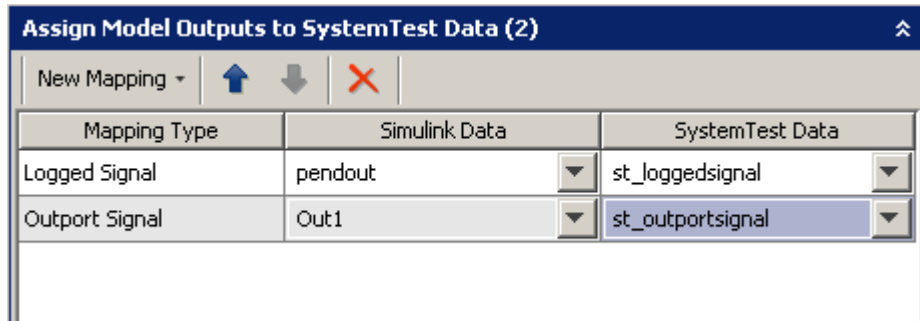 Assign Model Outputs to SystemTest Data (2)
New Mapping
Mapping Type Simulink Data SystemTest Data
Logged Signal pendout st_loggedsignal
Outport Signal Out1 st_outportsignal